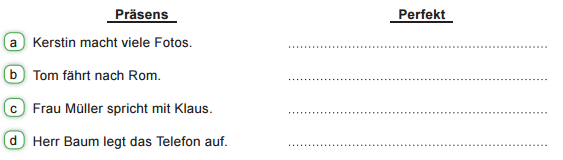 Präsens Perfekt
a Kerstin macht viele Fotos. ........................................................
b Tom fährt nach Rom. ........................................................
c Frau Müller spricht mit Klaus. ........................................................
d Herr Baum legt das Telefon auf. ........................................................